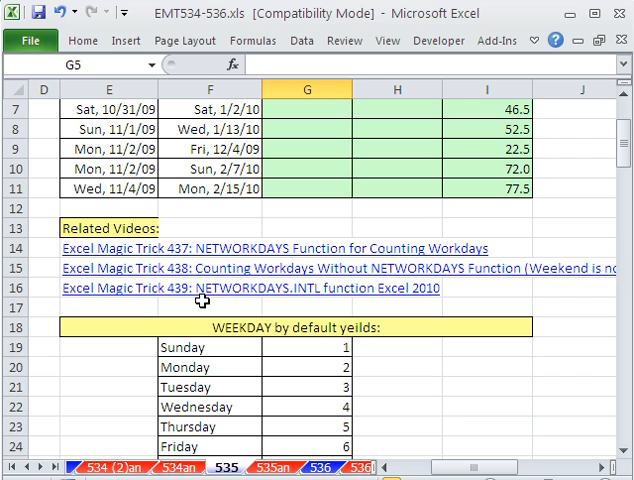 EMT534-536.xls [Compatibility Mode] - Microsoft Excel
File Home Insert Page Layout Formulas Data Review View Developer Add-Ins
G5 fx
D E F G H I J
7 Sat, 10/31/09 Sat, 1/2/10 46.5
8 Sun, 11/1/09 Wed, 1/13/10 52.5
9 Mon, 11/2/09 Fri, 12/4/09 22.5
10 Mon, 11/2/09 Sun, 2/7/10 72.0
11 Wed, 11/4/09 Mon, 2/15/10 77.5
12
13 Related Videos:
14 Excel Magic Trick 437: NETWORKDAYS Function for Counting Workdays
15 Excel Magic Trick 438: Counting Workdays Without NETWORKDAYS Function (Weekend is no
16 Excel Magic Trick 439: NETWORKDAYS.INTL function Excel 2010
17
18 WEEKDAY by default yeilds:
19 Sunday 1
20 Monday 2
21 Tuesday 3
22 Wednesday 4
23 Thursday 5
24 Friday 6
534 (2)an 534an 535 535an 536 536